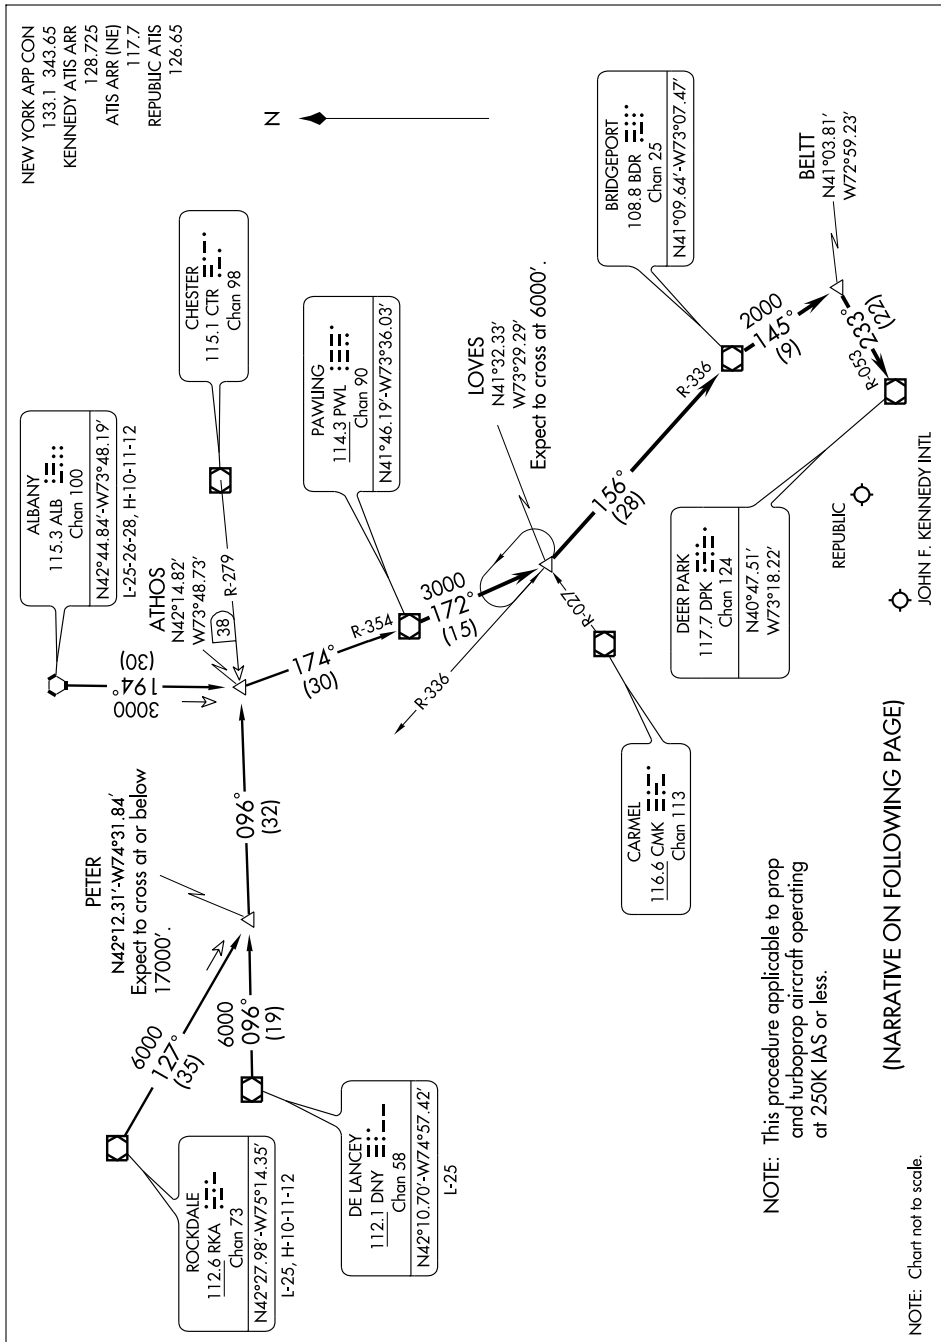 NEW YORK APP CON
133.1 343.65
KENNEDY ATIS ARR
128.725
ATIS ARR (NE)
117.7
REPUBLIC ATIS
126.65
N
ALBANY
115.3 ALB
Chan 100
N42°44.84'-W73°48.19'
L-25-26-28, H-10-11-12
CHESTER
115.1 CTR
Chan 98
3000
194°
(30)
ATHOS
N42°14.82'
W73°48.73'
38
R-279
PETER
N42°12.31'-W74°31.84'
Expect to cross at or below
17000'.
6000
127°
(35)
6000
096°
(19)
096°
(32)
ROCKDALE
112.6 RKA
Chan 73
N42°27.98'-W75°14.35'
L-25, H-10-11-12
DE LANCEY
112.1 DNY
Chan 58
N42°10.70'-W74°57.42'
L-25
174°
(30)
R-354
PAWLING
114.3 PWL
Chan 90
N41°46.19'-W73°36.03'
3000
172°
(15)
R-336
LOVES
N41°32.33'
W73°29.29'
Expect to cross at 6000'.
R-027
CARMEL
116.6 CMK
Chan 113
156°
(28)
R-336
BRIDGEPORT
108.8 BDR
Chan 25
N41°09.64'-W73°07.47'
2000
145°
(9)
BELTT
N41°03.81'
W72°59.23'
R-053
233°
(22)
DEER PARK
117.7 DPK
Chan 124
N40°47.51'
W73°18.22'
REPUBLIC
JOHN F. KENNEDY INTL
NOTE: This procedure applicable to prop
and turboprop aircraft operating
at 250K IAS or less.
(NARRATIVE ON FOLLOWING PAGE)
NOTE: Chart not to scale.